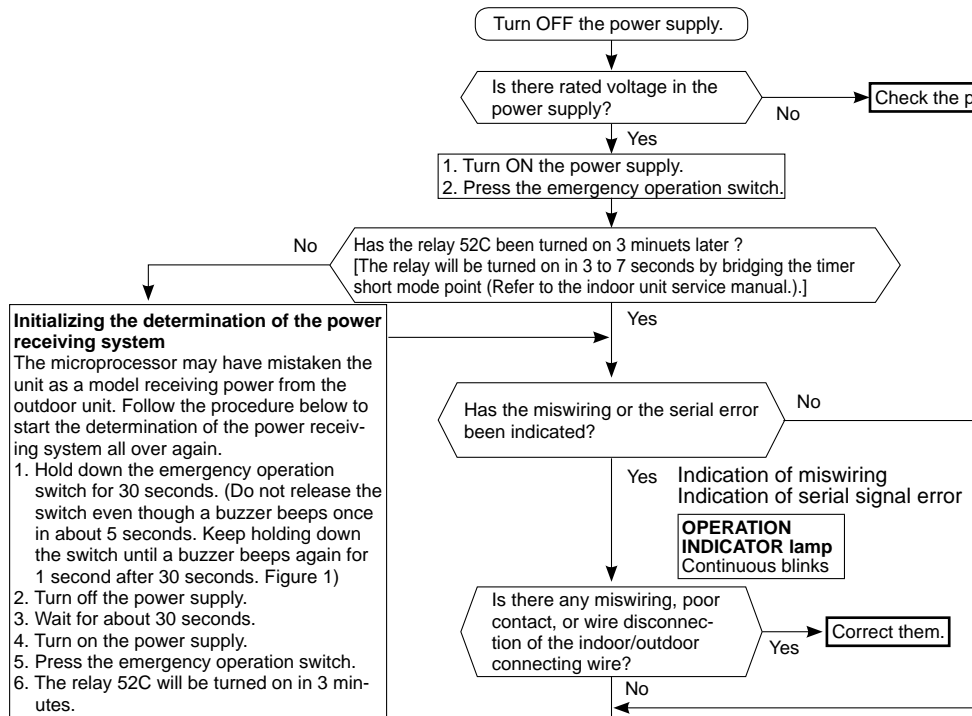 Turn OFF the power supply.
Is there rated voltage in the
power supply?
No
Check the p
Yes
1. Turn ON the power supply.
2. Press the emergency operation switch.
No
Has the relay 52C been turned on 3 minuets later ?
[The relay will be turned on in 3 to 7 seconds by bridging the timer
short mode point (Refer to the indoor unit service manual.).]
Yes
Initializing the determination of the power
receiving system
The microprocessor may have mistaken the
unit as a model receiving power from the
outdoor unit. Follow the procedure below to
start the determination of the power receiv-
ing system all over again.
1. Hold down the emergency operation
switch for 30 seconds. (Do not release the
switch even though a buzzer beeps once
in about 5 seconds. Keep holding down
the switch until a buzzer beeps again for
1 second after 30 seconds. Figure 1)
2. Turn off the power supply.
3. Wait for about 30 seconds.
4. Turn on the power supply.
5. Press the emergency operation switch.
6. The relay 52C will be turned on in 3 min-
utes.
Has the miswiring or the serial error
been indicated?
No
Yes
Indication of miswiring
Indication of serial signal error
OPERATION
INDICATOR lamp
Continuous blinks
Is there any miswiring, poor
contact, or wire disconnec-
tion of the indoor/outdoor
connecting wire?
Yes
Correct them.
No